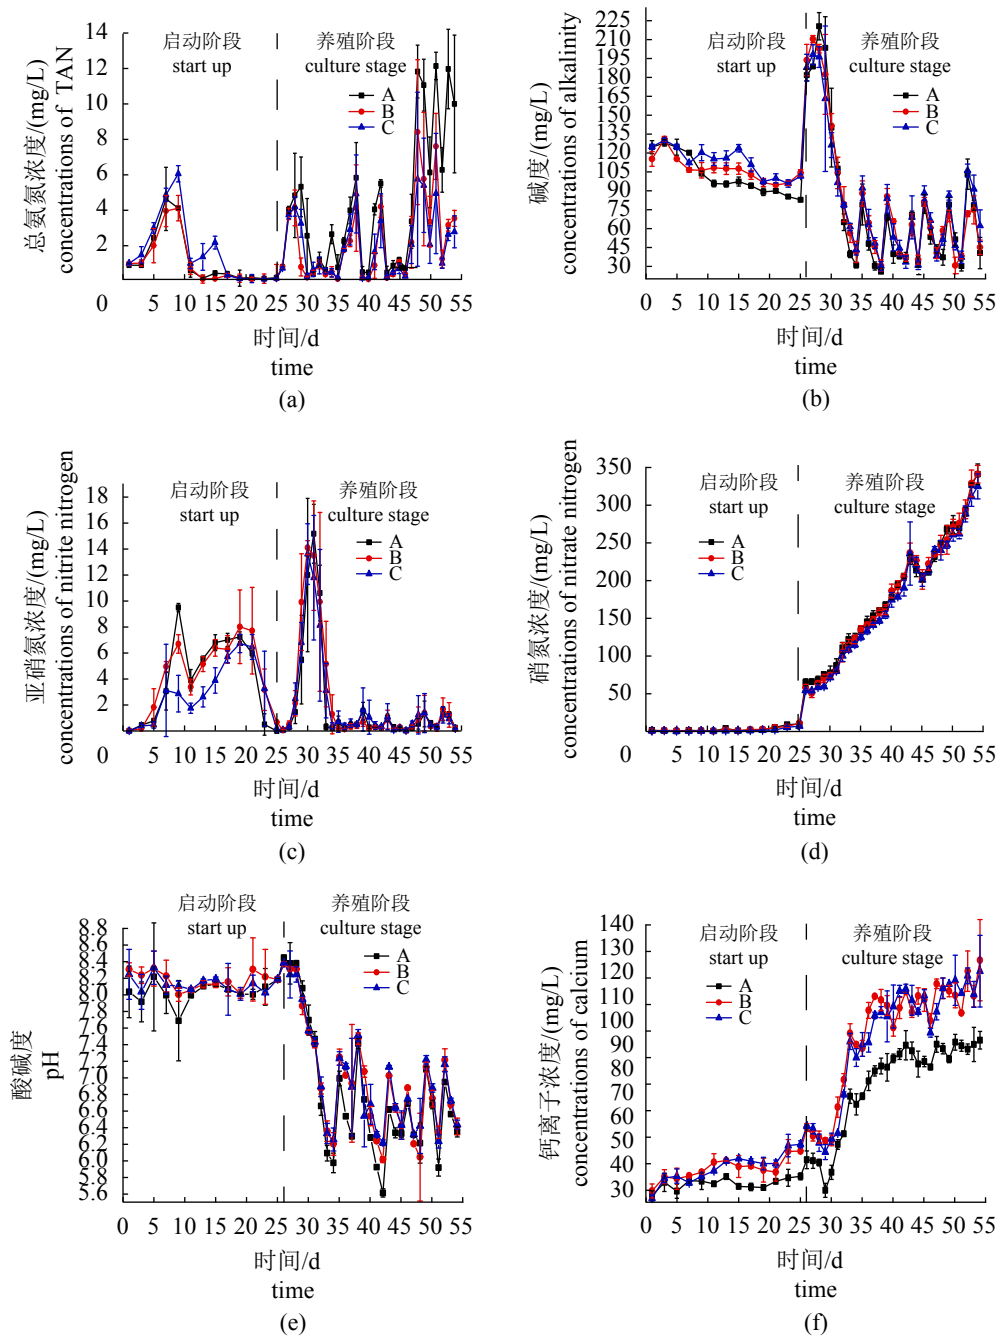 14
12
10
8
6
4
2
0 5 10 15 20 25 30 35 40 45 50 55
总氨氮浓度/(mg/L)
concentrations of TAN
启动阶段
start up
养殖阶段
culture stage
A
B
C
时间/d
time
(a)
225
210
195
180
165
150
135
120
105
90
75
60
45
30
0 5 10 15 20 25 30 35 40 45 50 55
碱度/(mg/L)
concentrations of alkalinity
启动阶段
start up
养殖阶段
culture stage
A
B
C
时间/d
time
(b)
18
16
14
12
10
8
6
4
2
0 5 10 15 20 25 30 35 40 45 50 55
亚硝氮浓度/(mg/L)
concentrations of nitrite nitrogen
启动阶段
start up
养殖阶段
culture stage
A
B
C
时间/d
time
(c)
350
300
250
200
150
100
50
0 5 10 15 20 25 30 35 40 45 50 55
硝氮浓度/(mg/L)
concentrations of nitrate nitrogen
启动阶段
start up
养殖阶段
culture stage
A
B
C
时间/d
time
(d)
8.8
8.6
8.4
8.2
8.0
7.8
7.6
7.4
7.2
7.0
6.8
6.6
6.4
6.2
6.0
5.8
5.6
0 5 10 15 20 25 30 35 40 45 50 55
酸碱度
pH
启动阶段
start up
养殖阶段
culture stage
A
B
C
时间/d
time
(e)
140
130
120
110
100
90
80
70
60
50
40
30
0 5 10 15 20 25 30 35 40 45 50 55
钙离子浓度/(mg/L)
concentrations of calcium
启动阶段
start up
养殖阶段
culture stage
A
B
C
时间/d
time
(f)